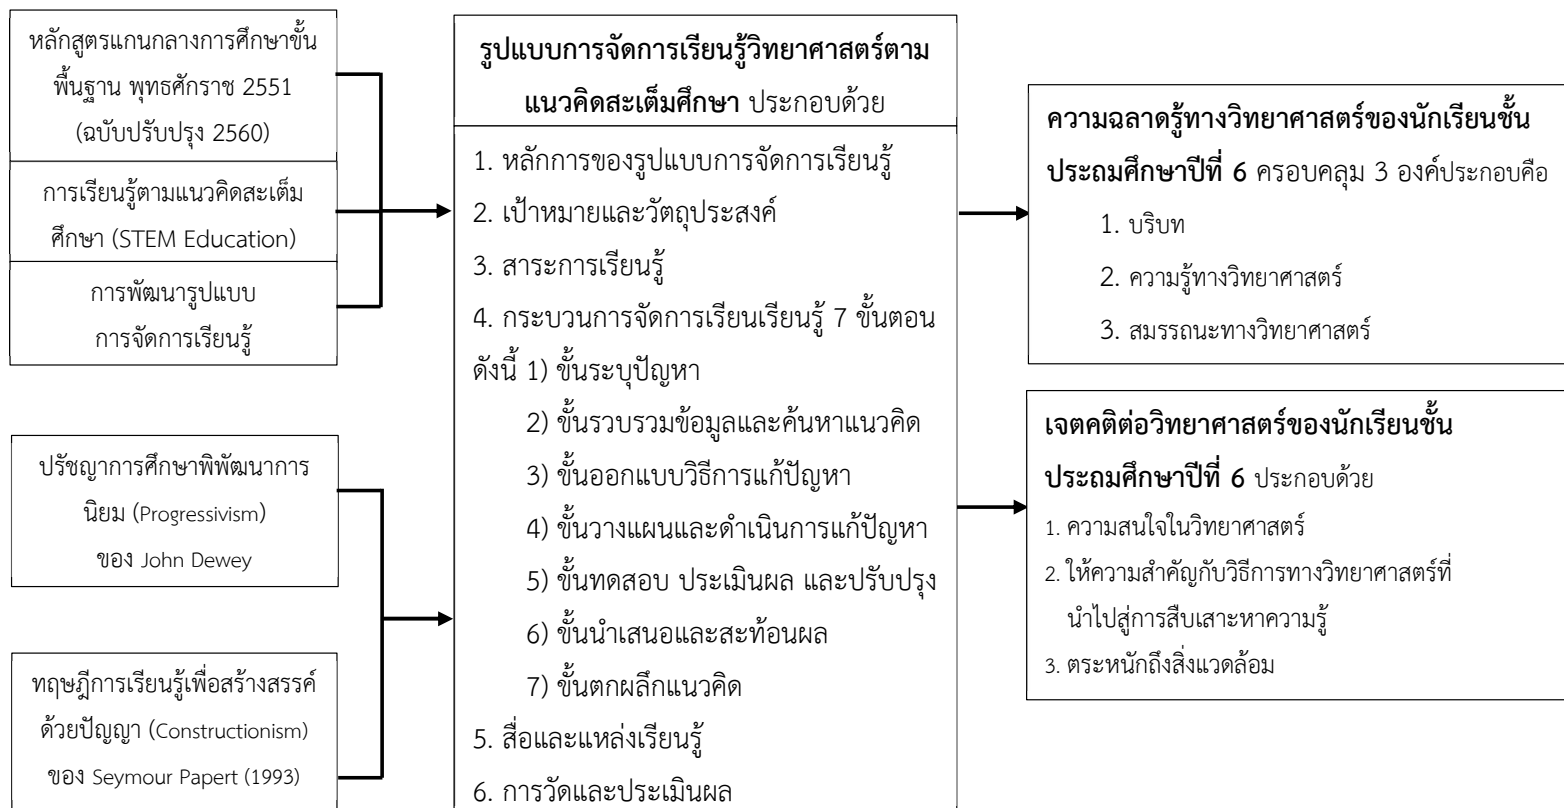 หลักสูตรแกนกลางการศึกษาขั้น
พื้นฐาน พุทธศักราช 2551
(ฉบับปรับปรุง 2560)
การเรียนรู้ตามแนวคิดสะเต็ม
ศึกษา (STEM Education)
การพัฒนารูปแบบ
การจัดการเรียนรู้
ปรัชญาการศึกษาพิพัฒนาการ
นิยม (Progressivism)
ของ John Dewey
ทฤษฎีการเรียนรู้เพื่อสร้างสรรค์
ด้วยปัญญา (Constructionism)
ของ Seymour Papert (1993)
รูปแบบการจัดการเรียนรู้วิทยาศาสตร์ตาม
แนวคิดสะเต็มศึกษา ประกอบด้วย
1. หลักการของรูปแบบการจัดการเรียนรู้
2. เป้าหมายและวัตถุประสงค์
3. สาระการเรียนรู้
4. กระบวนการจัดการเรียนเรียนรู้ 7 ขั้นตอน
ดังนี้ 1) ขั้นระบุปัญหา
2) ขั้นรวบรวมข้อมูลและค้นหาแนวคิด
3) ขั้นออกแบบวิธีการแก้ปัญหา
4) ขั้นวางแผนและดำเนินการแก้ปัญหา
5) ขั้นทดสอบ ประเมินผล และปรับปรุง
6) ขั้นนำเสนอและสะท้อนผล
7) ขั้นตกผลึกแนวคิด
5. สื่อและแหล่งเรียนรู้
6. การวัดและประเมินผล
ความฉลาดรู้ทางวิทยาศาสตร์ของนักเรียนชั้น
ประถมศึกษาปีที่ 6 ครอบคลุม 3 องค์ประกอบคือ
1. บริบท
2. ความรู้ทางวิทยาศาสตร์
3. สมรรถนะทางวิทยาศาสตร์
เจตคติต่อวิทยาศาสตร์ของนักเรียนชั้น
ประถมศึกษาปีที่ 6 ประกอบด้วย
1. ความสนใจในวิทยาศาสตร์
2. ให้ความสำคัญกับวิธีการทางวิทยาศาสตร์ที่
นำไปสู่การสืบเสาะหาความรู้
3. ตระหนักถึงสิ่งแวดล้อม